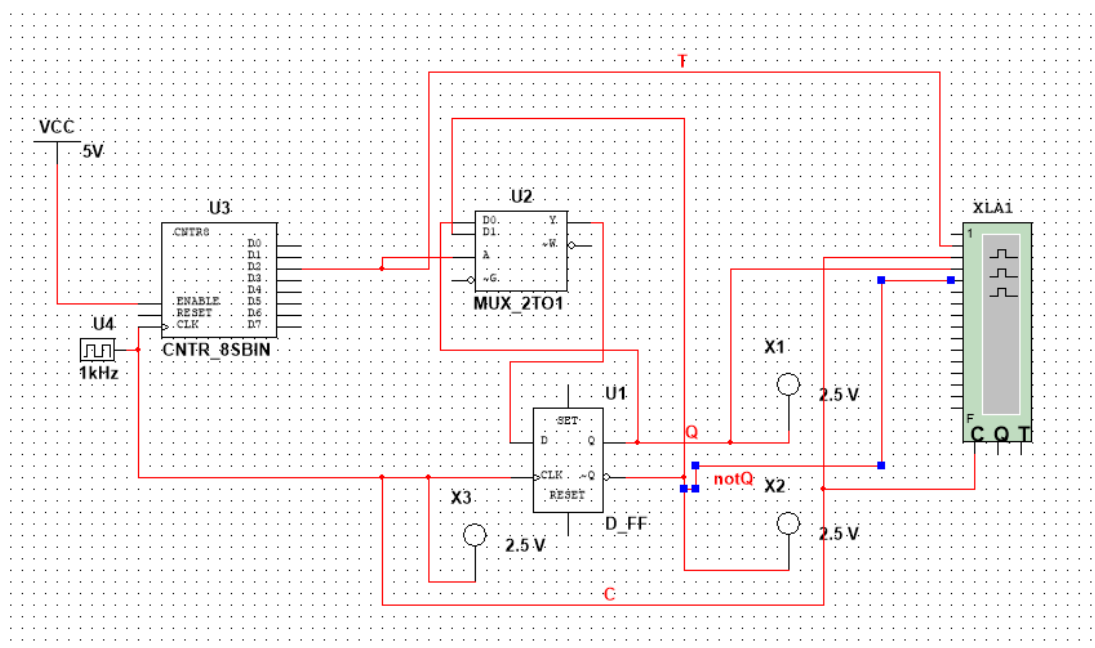 T
VCC
5V
U3
CNTR8
D0
D1
D2
D3
D4
D5
D6
D7
ENABLE
RESET
CLK
CNTR_8SBIN
U4
1kHz
U2
D0
D1
A
~G
Y
~W
MUX_2TO1
XLA1
1
F
C Q T
X1
2.5 V
U1
SET
D
Q
CLK
~Q
RESET
D_FF
Q
notQ
X2
2.5 V
X3
2.5 V
C